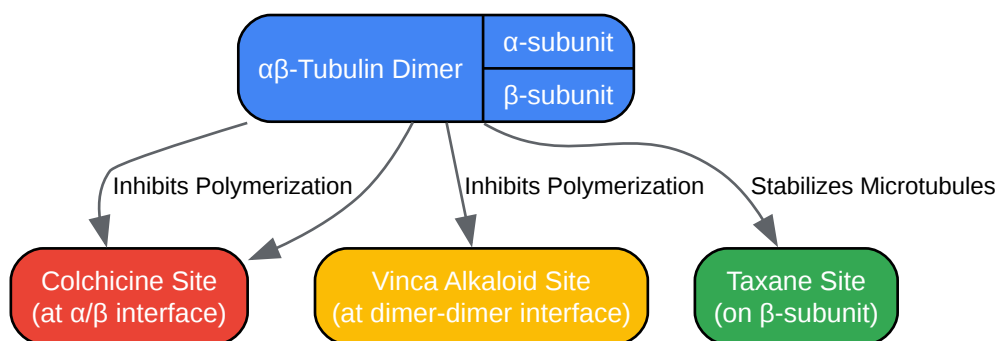 αβ-Tubulin Dimer
α-subunit
β-subunit
Inhibits Polymerization
Inhibits Polymerization
Stabilizes Microtubules
Colchicine Site
(at α/β interface)
Vinca Alkaloid Site
(at dimer-dimer interface)
Taxane Site
(on β-subunit)